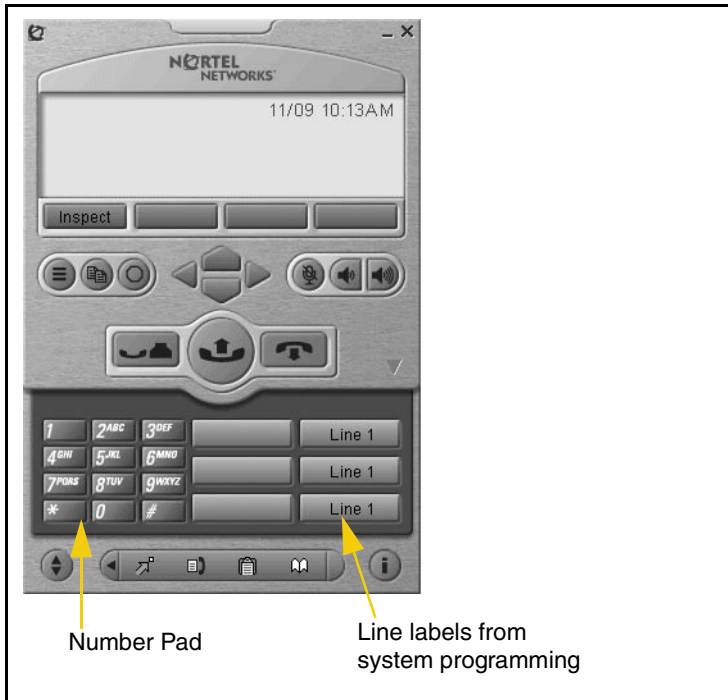 NORTEL
NETWORKS
11/09 10:13AM
Inspect
1 2ABC 3DEF Line 1
4GHI 5JKL 6MNO Line 1
7PQRS 8TUV 9WXYZ Line 1
* 0 #
i
Number Pad
Line labels from
system programming